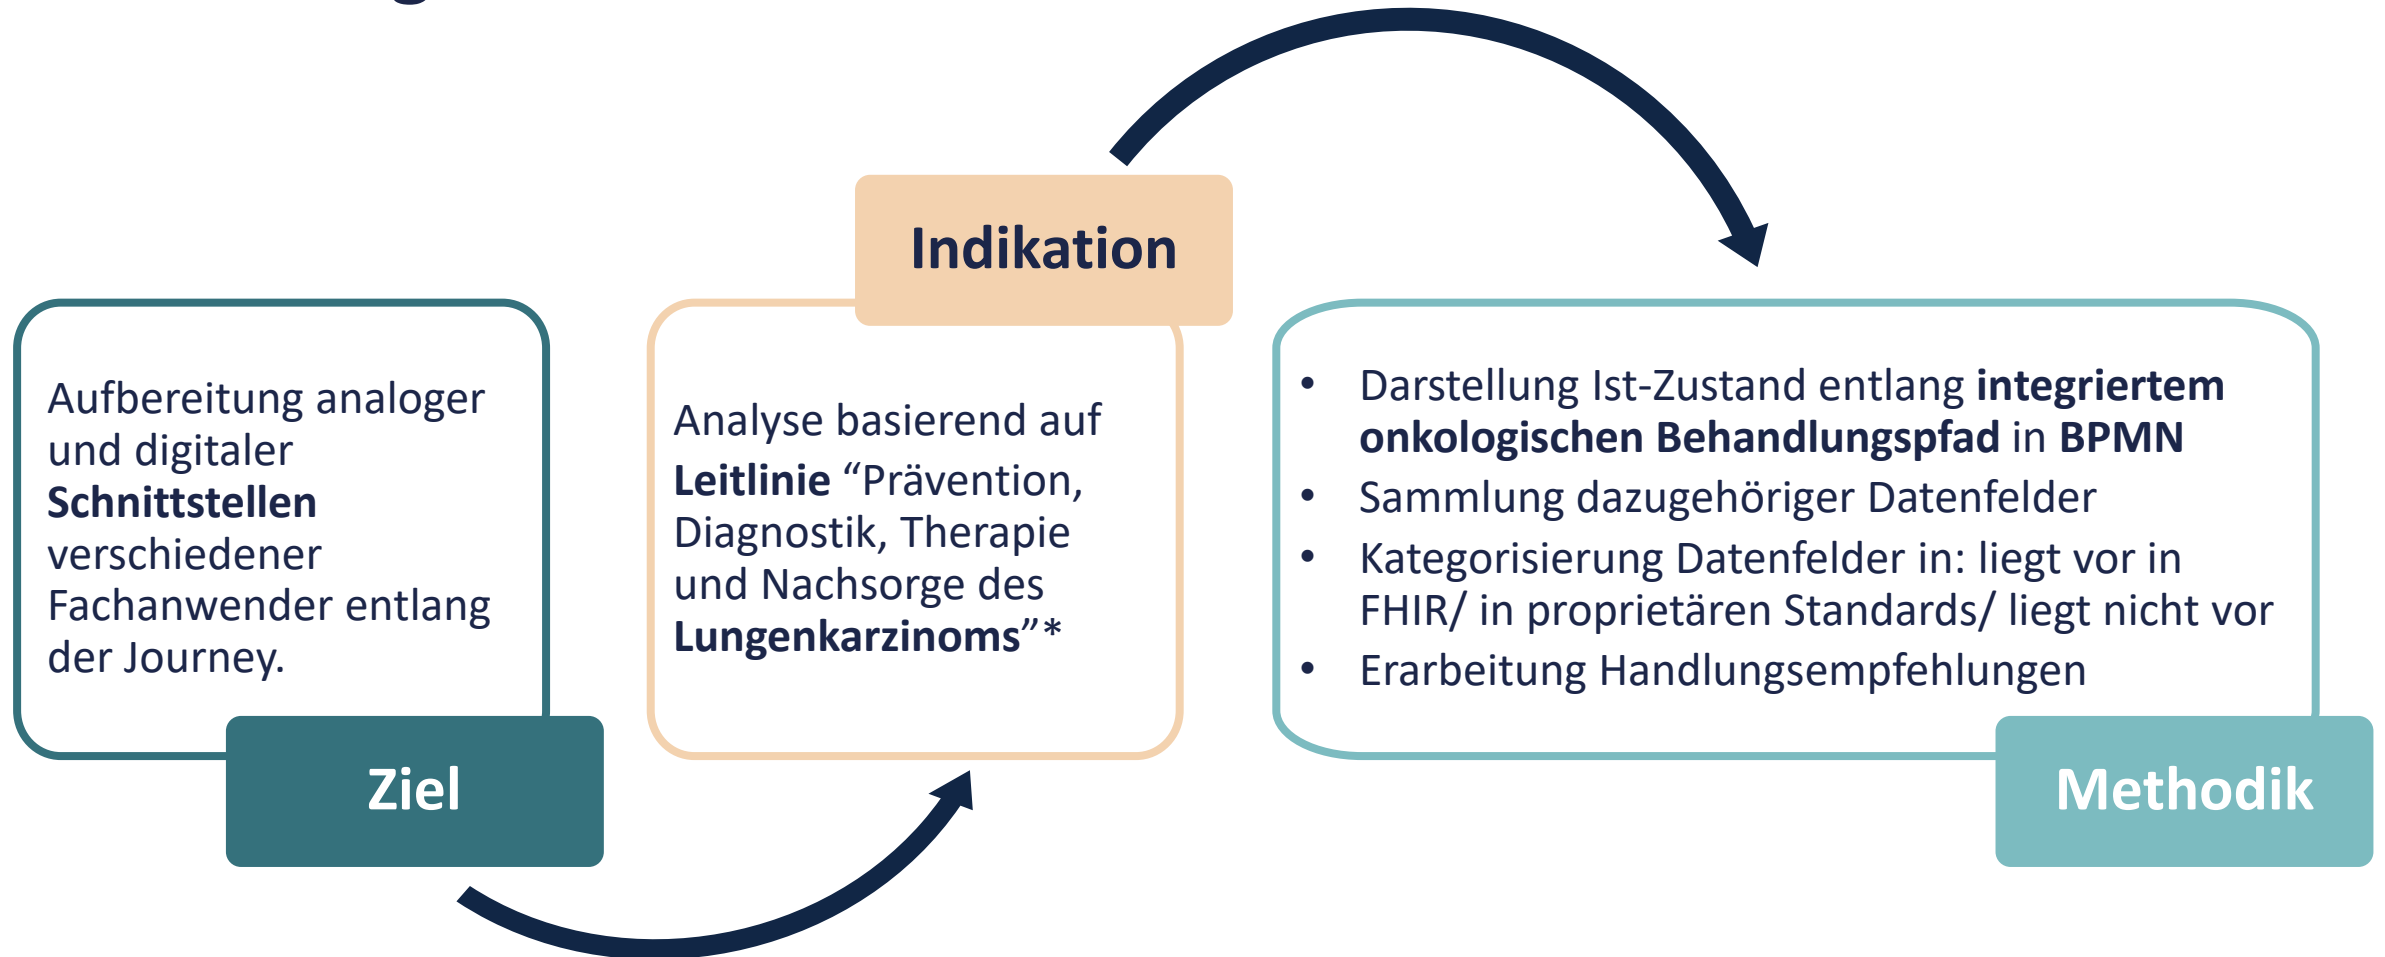 Aufbereitung analoger
und digitaler
Schnittstellen
verschiedener
Fachanwender entlang
der Journey.
Ziel
Indikation
Analyse basierend auf
Leitlinie “Prävention,
Diagnostik, Therapie
und Nachsorge des
Lungenkarzinoms”*
• Darstellung Ist-Zustand entlang integriertem
onkologischen Behandlungspfad in BPMN
• Sammlung dazugehöriger Datenfelder
• Kategorisierung Datenfelder in: liegt vor in
FHIR/ in proprietären Standards/ liegt nicht vor
• Erarbeitung Handlungsempfehlungen
Methodik